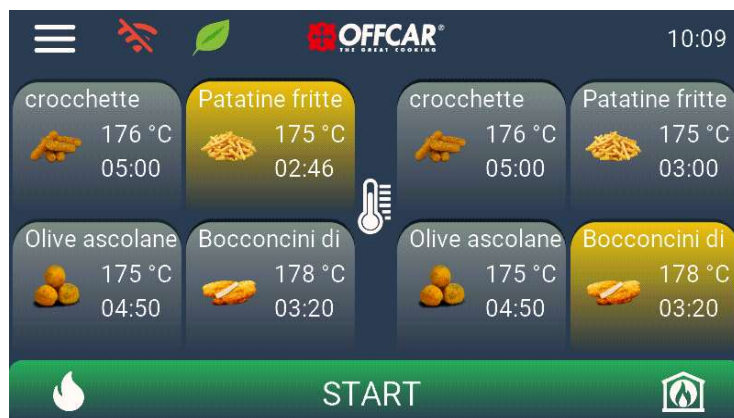 OFFCAR®
THE GREAT COOKING
10:09
crocchette
176 °C
05:00
Patatine fritte
175 °C
02:46
crocchette
176 °C
05:00
Patatine fritte
175 °C
03:00
Olive ascolane
175 °C
04:50
Bocconcini di
178 °C
03:20
Olive ascolane
175 °C
04:50
Bocconcini di
178 °C
03:20
START